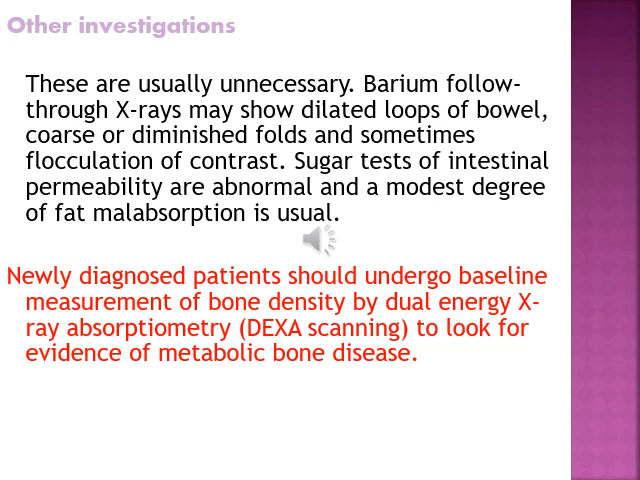 Other investigations
These are usually unnecessary. Barium follow-
through X-rays may show dilated loops of bowel,
coarse or diminished folds and sometimes
flocculation of contrast. Sugar tests of intestinal
permeability are abnormal and a modest degree
of fat malabsorption is usual.
Newly diagnosed patients should undergo baseline
measurement of bone density by dual energy X-
ray absorptiometry (DEXA scanning) to look for
evidence of metabolic bone disease.